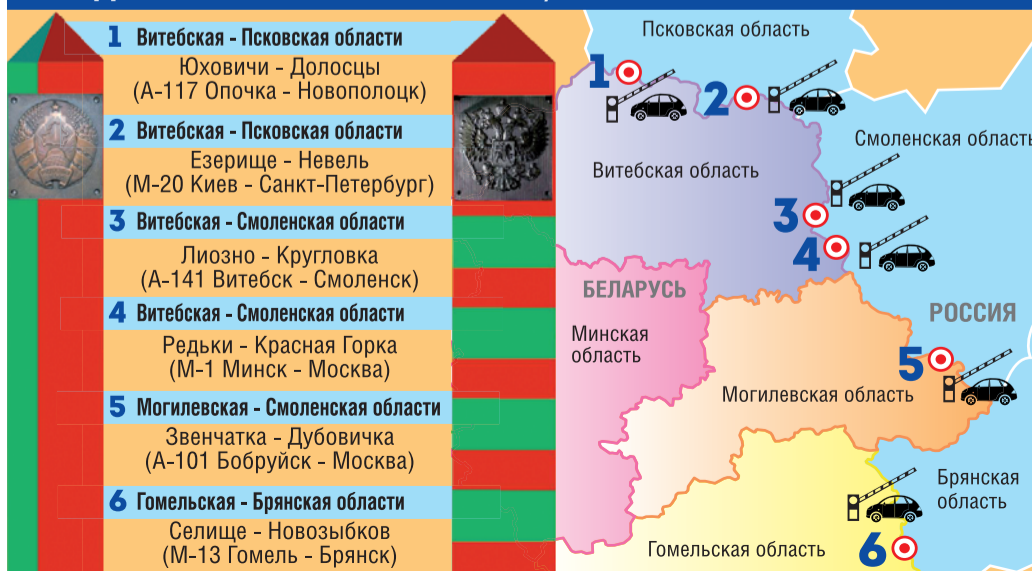 1 Витебская - Псковская области
Юховичи - Долосцы
(А-117 Опочка - Новополоцк)
2 Витебская - Псковская области
Езерище - Невель
(М-20 Киев - Санкт-Петербург)
3 Витебская - Смоленская области
Лиозно - Кругловка
(А-141 Витебск - Смоленск)
4 Витебская - Смоленская области
Редьки - Красная Горка
(М-1 Минск - Москва)
5 Могилевская - Смоленская области
Звенчатка - Дубовичка
(А-101 Бобруйск - Москва)
6 Гомельская - Брянская области
Селище - Новозыбков
(М-13 Гомель - Брянск)
Псковская область
1
2
Смоленская область
Витебская область
3
4
БЕЛАРУСЬ
РОССИЯ
Минская
область
5
Могилевская область
Брянская
область
Гомельская область
6